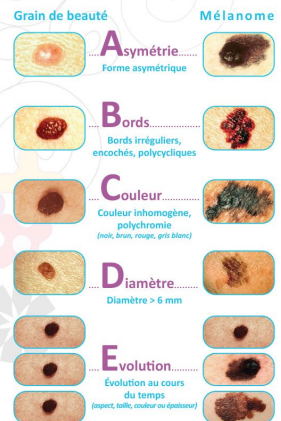 Grain de beauté Mélanome
....Asymétrie........
Forme asymétrique
...Bords...............
Bords irréguliers,
encochés, polycycliques
....Couleur...........
Couleur inhomogène,
polychromie
(noir, brun, rouge, gris blanc)
...Diamètre........
Diamètre > 6 mm
....Evolution........
Évolution au cours
du temps
(aspect, taille, couleur ou épaisseur)